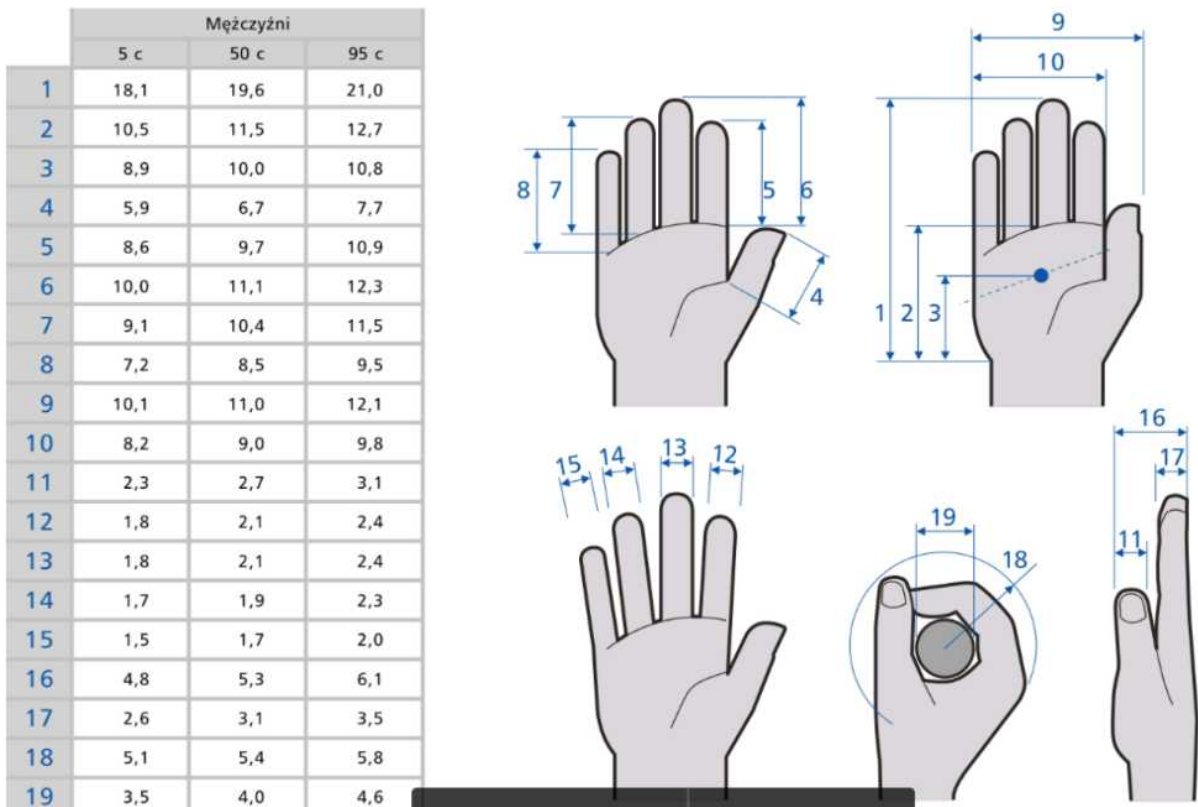 Mężczyźni
5 c 50 c 95 c
1 18,1 19,6 21,0
2 10,5 11,5 12,7
3 8,9 10,0 10,8
4 5,9 6,7 7,7
5 8,6 9,7 10,9
6 10,0 11,1 12,3
7 9,1 10,4 11,5
8 7,2 8,5 9,5
9 10,1 11,0 12,1
10 8,2 9,0 9,8
11 2,3 2,7 3,1
12 1,8 2,1 2,4
13 1,8 2,1 2,4
14 1,7 1,9 2,3
15 1,5 1,7 2,0
16 4,8 5,3 6,1
17 2,6 3,1 3,5
18 5,1 5,4 5,8
19 3,5 4,0 4,6
8 7 5 6
4
9
10
1 2 3
15 14 13 12
19
18
16
17
11